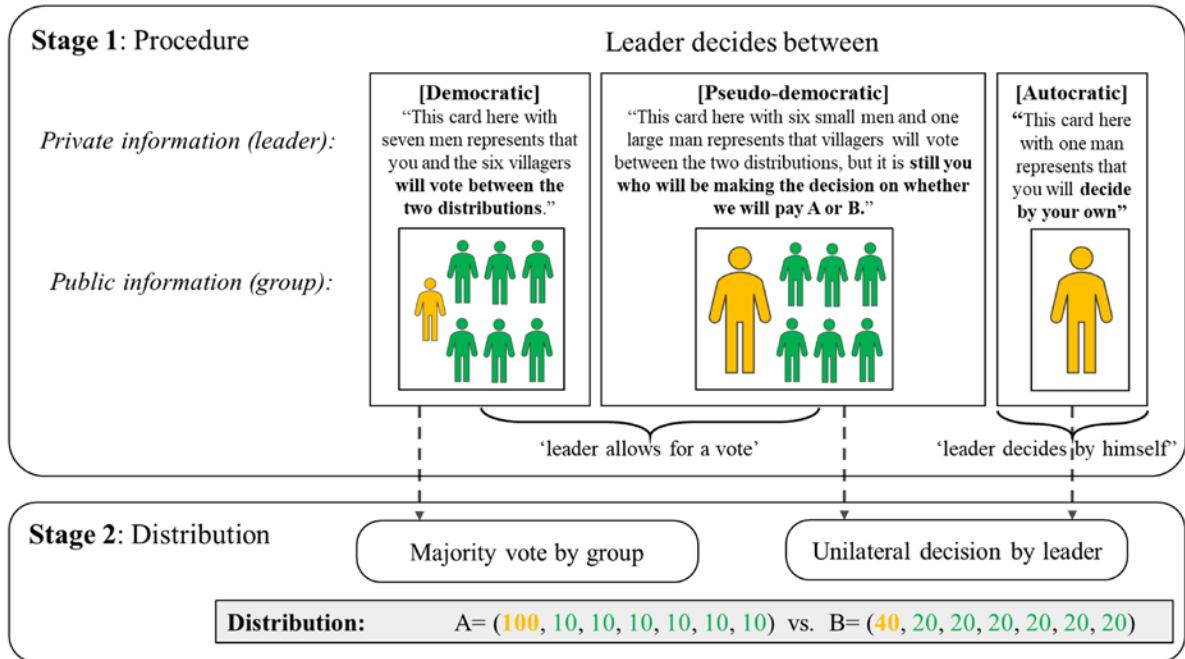 Stage 1: Procedure
Leader decides between
Private information (leader):
[Democratic]
“This card here with
seven men represents that
you and the six villagers
will vote between the
two distributions.”
[Pseudo-democratic]
“This card here with six small men and one
large man represents that villagers will vote
between the two distributions, but it is still you
who will be making the decision on whether
we will pay A or B.”
[Autocratic]
“This card here
with one man
represents that
you will decide
by your own”
Public information (group):
‘leader allows for a vote’
‘leader decides by himself”
Stage 2: Distribution
Majority vote by group
Unilateral decision by leader
Distribution: A= (100, 10, 10, 10, 10, 10, 10) vs. B= (40, 20, 20, 20, 20, 20, 20)